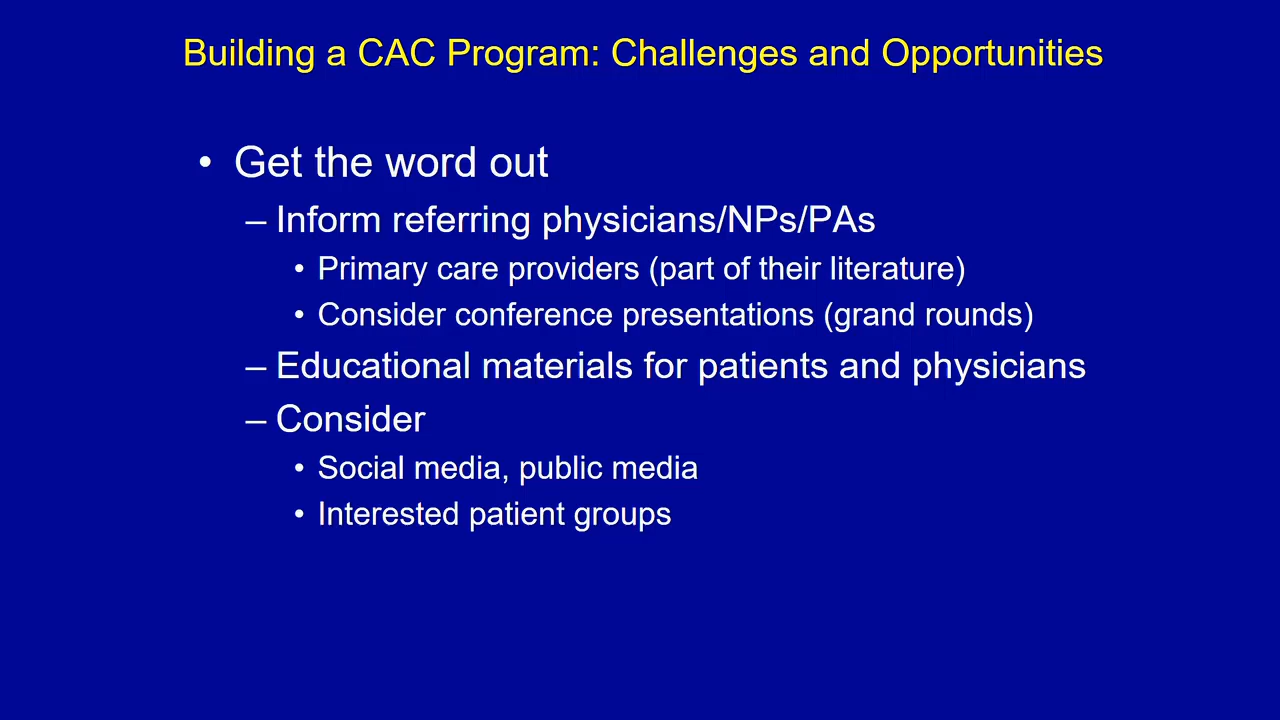 Building a CAC Program: Challenges and Opportunities
• Get the word out
– Inform referring physicians/NPs/PAs
• Primary care providers (part of their literature)
• Consider conference presentations (grand rounds)
– Educational materials for patients and physicians
– Consider
• Social media, public media
• Interested patient groups